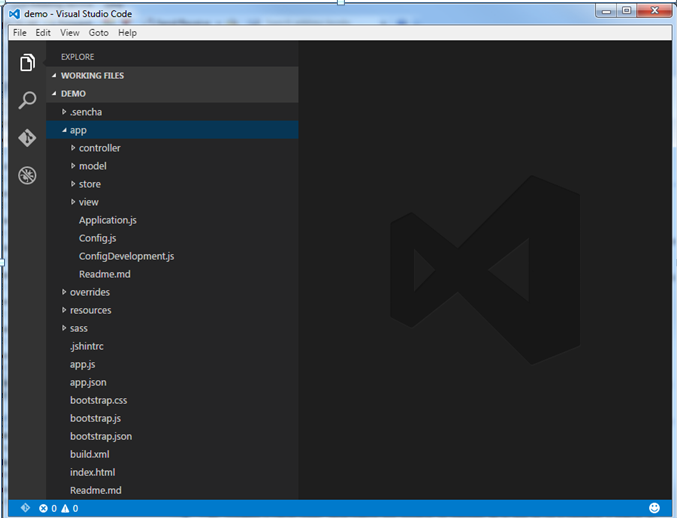 demo - Visual Studio Code
File Edit View Goto Help
EXPLORE
WORKING FILES
DEMO
.sencha
app
controller
model
store
view
Application.js
Config.js
ConfigDevelopment.js
Readme.md
overrides
resources
sass
.jshintrc
app.js
app.json
bootstrap.css
bootstrap.js
bootstrap.json
build.xml
index.html
Readme.md
0 0